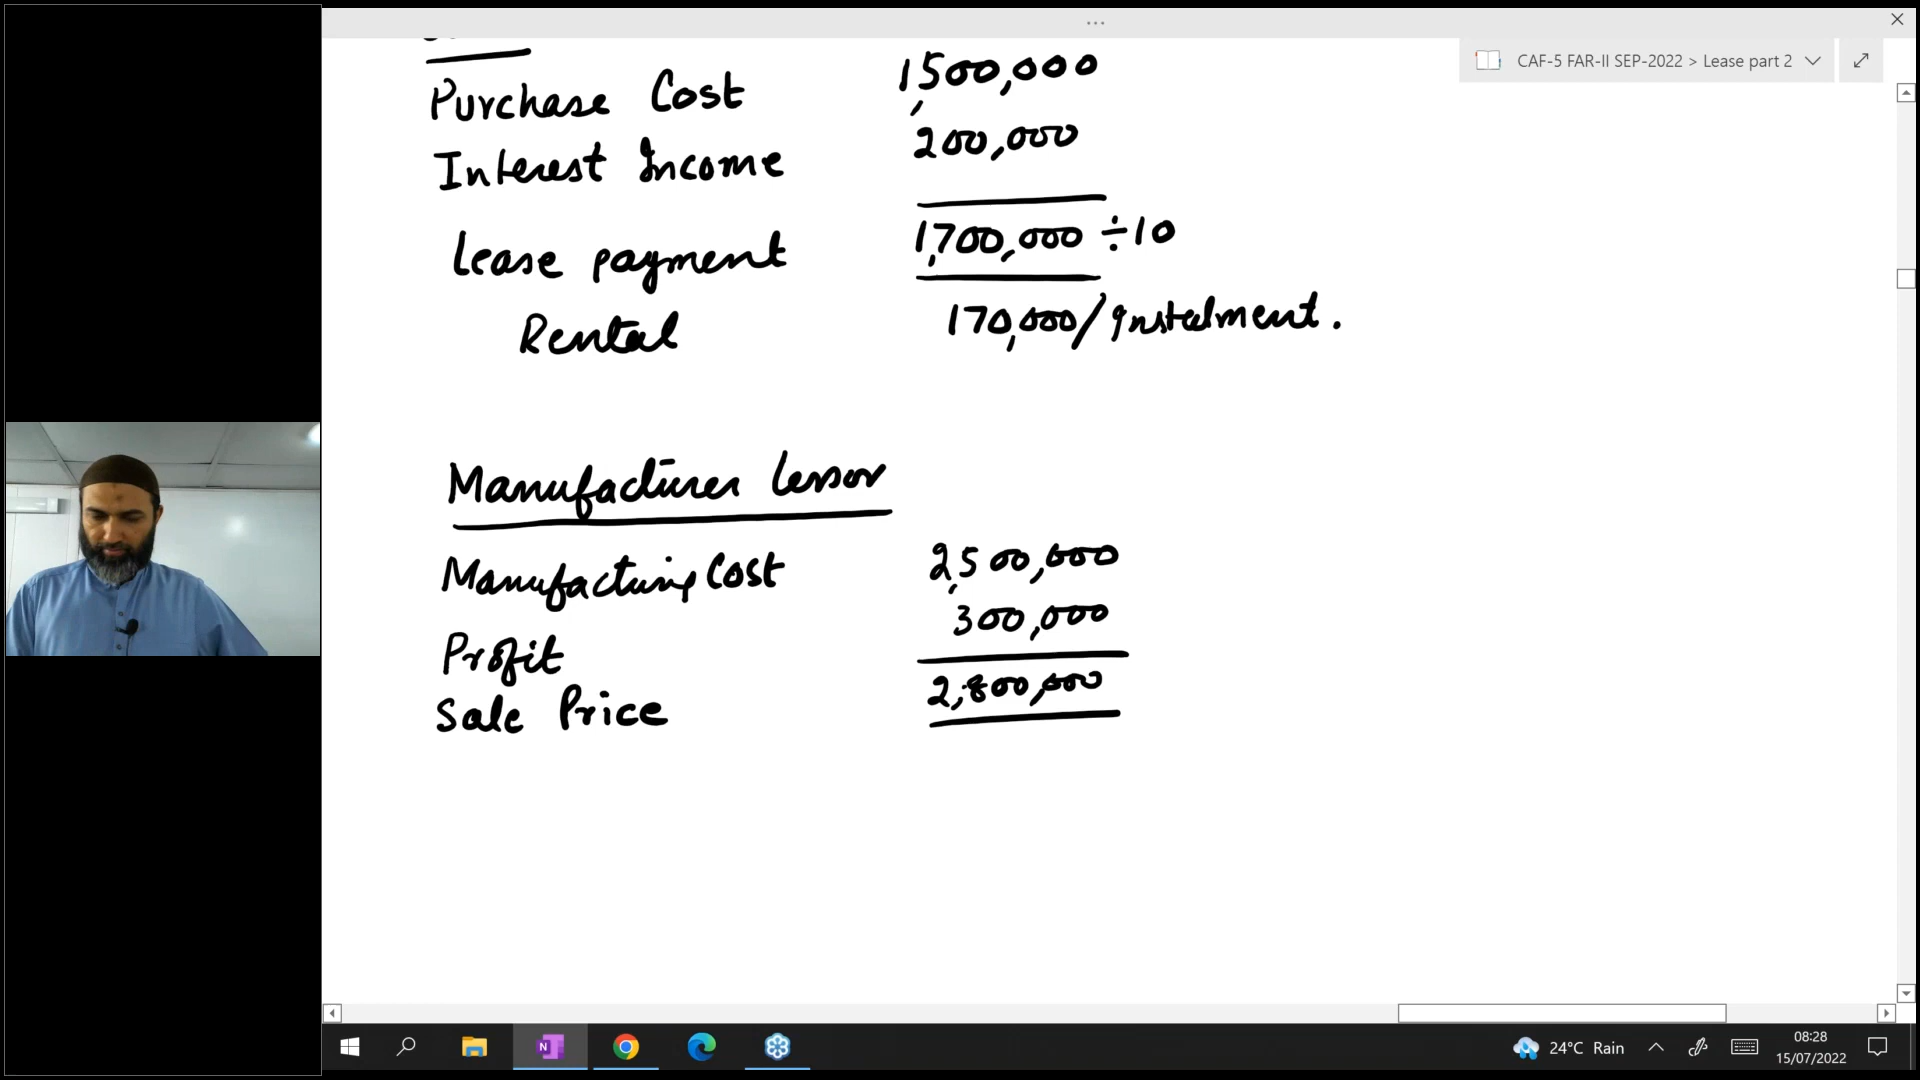 CAF-5 FAR-II SEP-2022 > Lease part 2
Purchase Cost 1,500,000
Interest Income 200,000
Lease payment 1,700,000 ÷ 10
Rental 170,000/Instalment.
Manufacturer Lessor
Manufacturing Cost 2,500,000
Profit 300,000
Sale Price 2,800,000
24°C Rain
08:28
15/07/2022